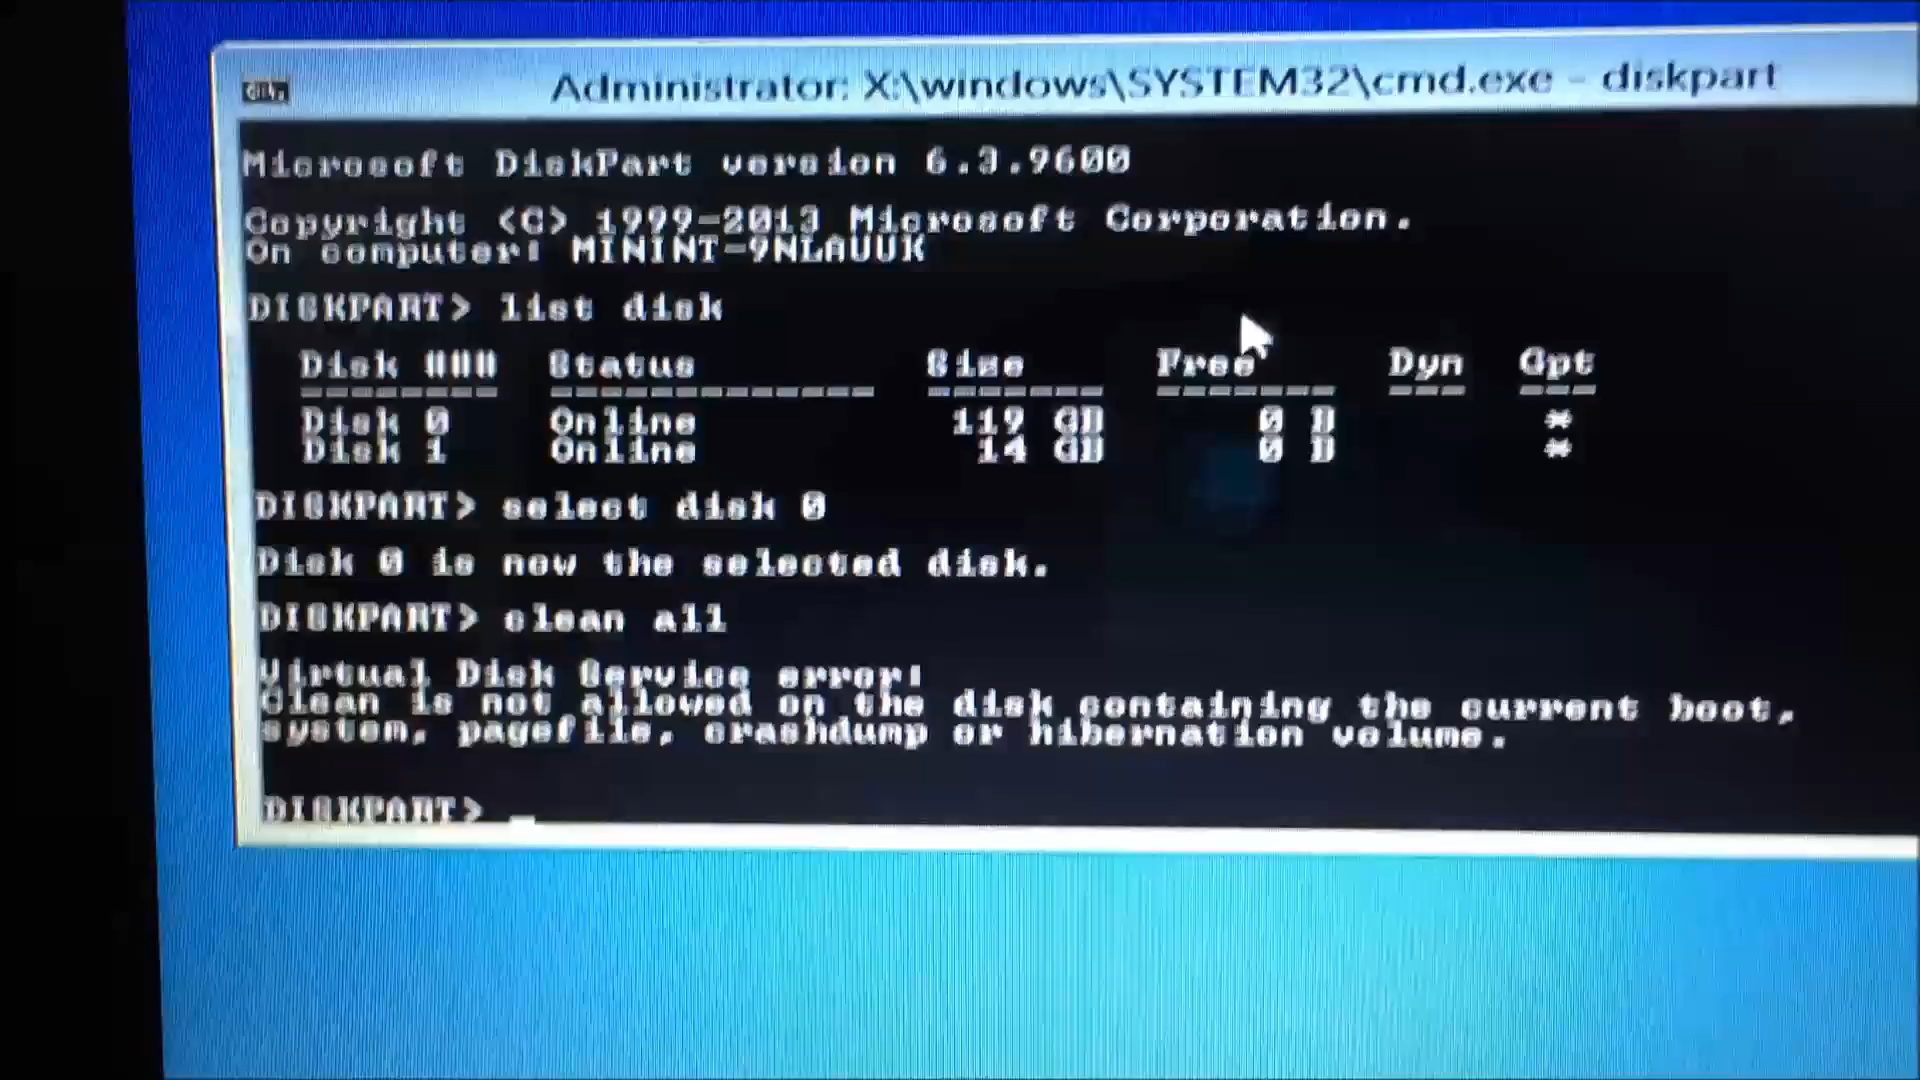 Administrator: X:\windows\SYSTEM32\cmd.exe - diskpart
Microsoft DiskPart version 6.3.9600
Copyright (C) 1999-2013 Microsoft Corporation.
On computer: MININT-9NLAUUK
DISKPART> list disk
Disk ### Status Size Free Dyn Gpt
-------- ------------- ------- ------- --- ---
Disk 0 Online 119 GB 0 B *
Disk 1 Online 14 GB 0 B *
DISKPART> select disk 0
Disk 0 is now the selected disk.
DISKPART> clean all
Virtual Disk Service error:
Clean is not allowed on the disk containing the current boot,
system, pagefile, crashdump or hibernation volume.
DISKPART>